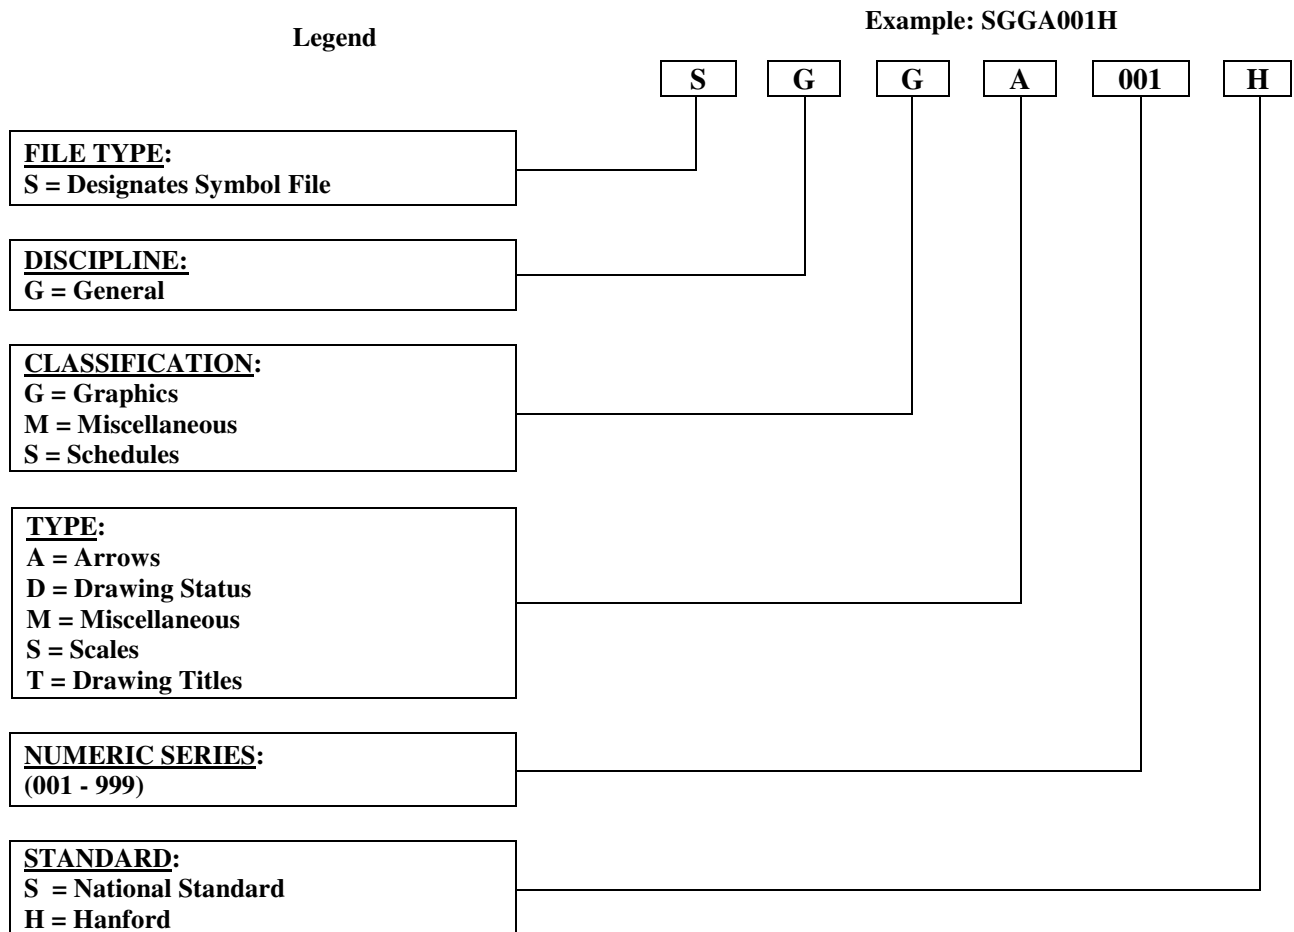 Legend
Example: SGGA001H
S G G A 001 H
FILE TYPE:
S = Designates Symbol File
DISCIPLINE:
G = General
CLASSIFICATION:
G = Graphics
M = Miscellaneous
S = Schedules
TYPE:
A = Arrows
D = Drawing Status
M = Miscellaneous
S = Scales
T = Drawing Titles
NUMERIC SERIES:
(001 - 999)
STANDARD:
S  = National Standard
H = Hanford